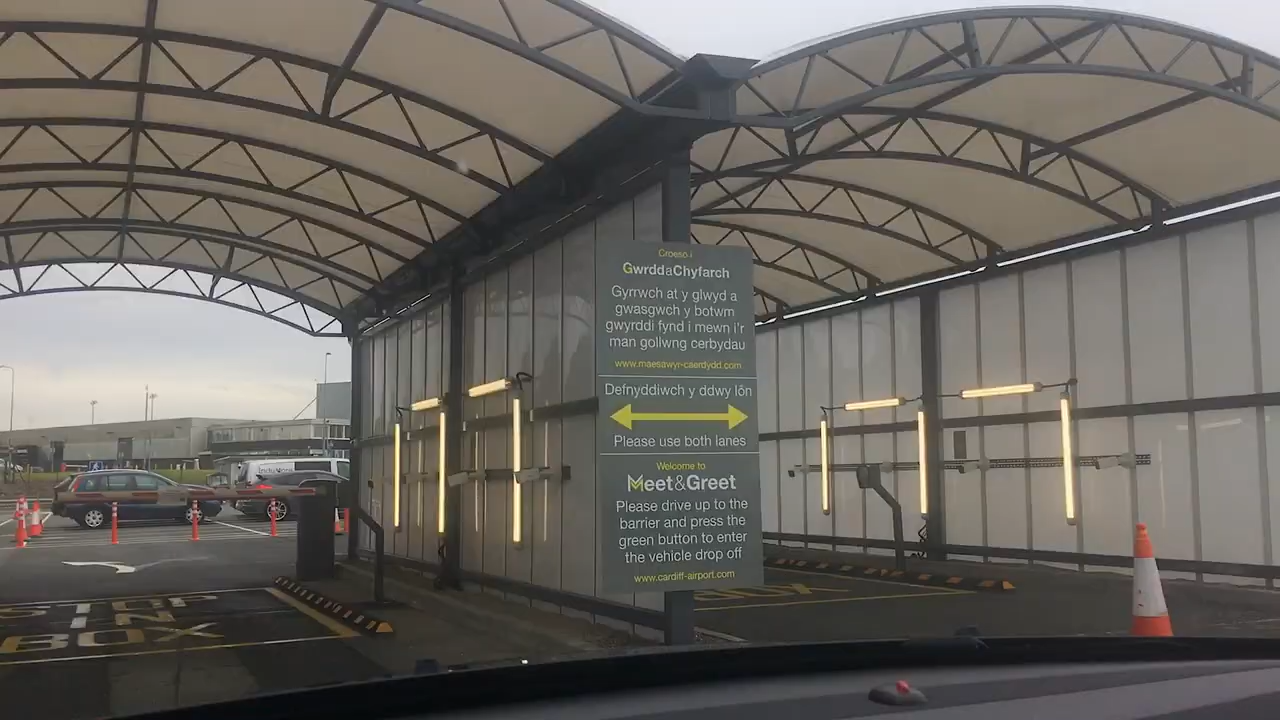 Croeso i
GwrddaChyfarch
Gyrrwch at y glwyd a
gwasgwch y botwm
gwyrddi fynd i mewn i'r
man gollwng cerbydau
www.maesawyr-caerdydd.com
Defnyddiwch y ddwy lôn
Please use both lanes
Welcome to
Meet&Greet
Please drive up to the
barrier and press the
green button to enter
the vehicle drop off
www.cardiff-airport.com
BOX
BOX